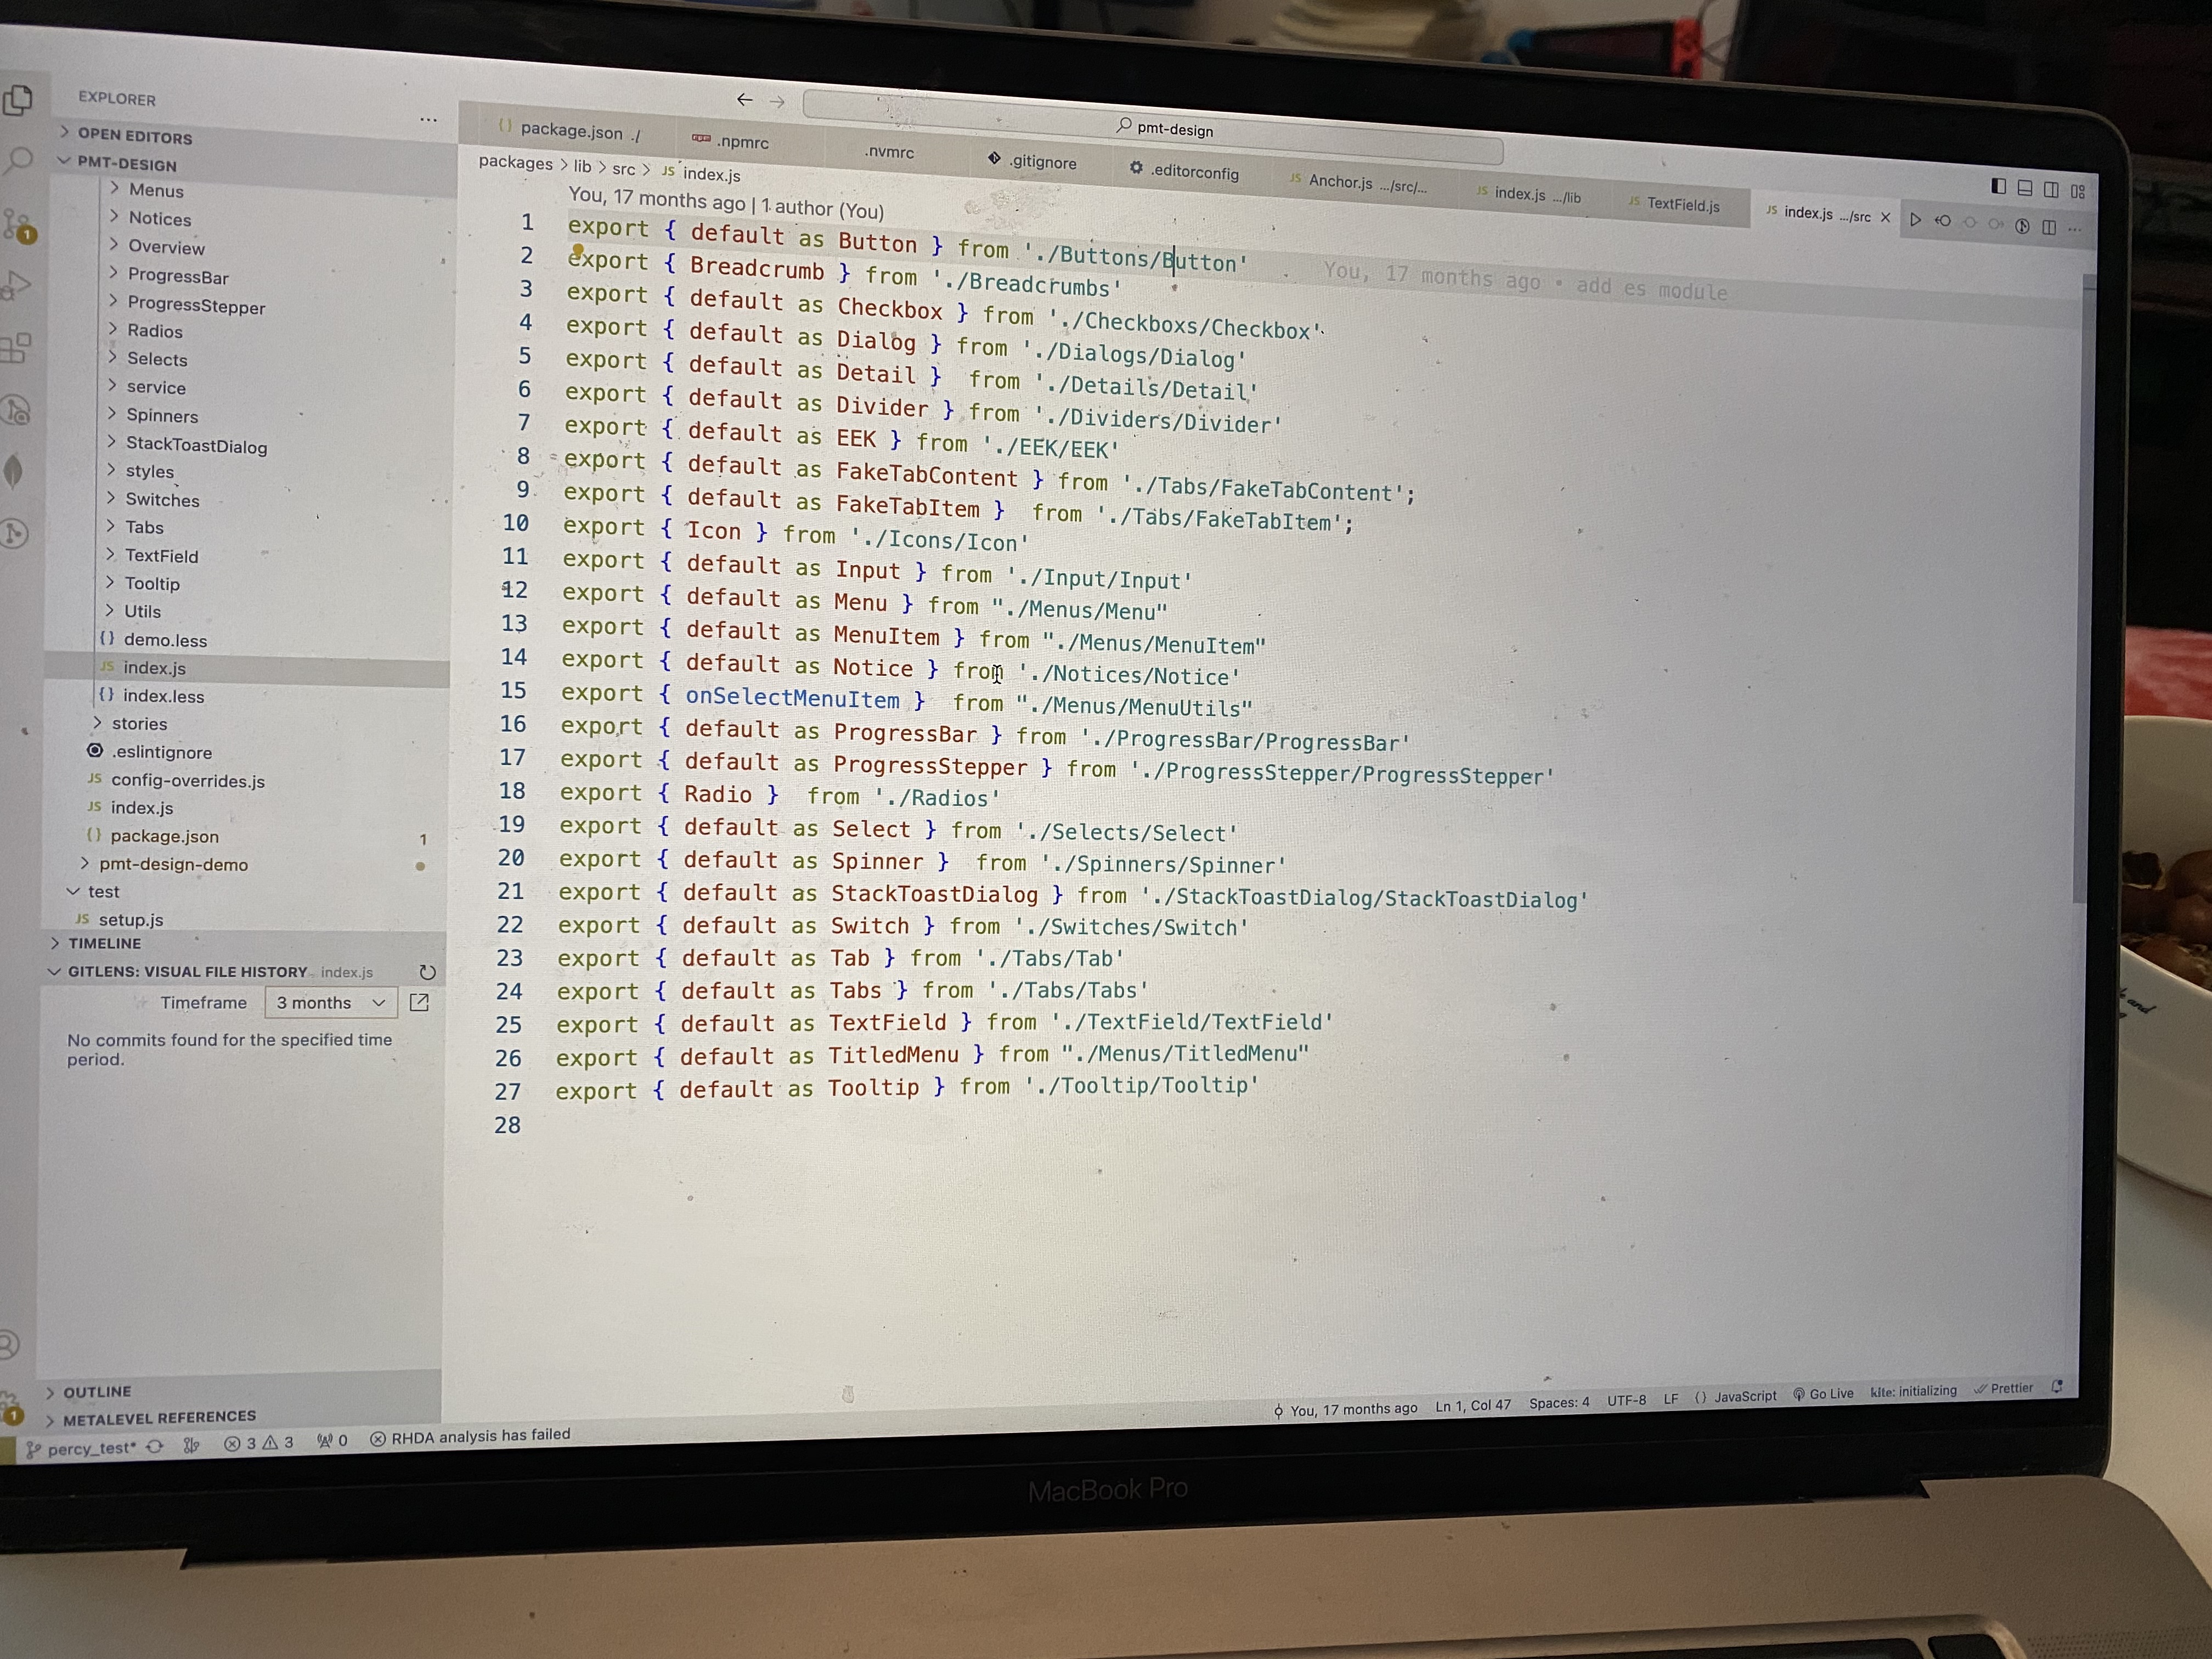 EXPLORER
...
OPEN EDITORS
PMT-DESIGN
Menus
Notices
Overview
ProgressBar
ProgressStepper
Radios
Selects
service
Spinners
StackToastDialog
styles
Switches
Tabs
TextField
Tooltip
Utils
{} demo.less
JS index.js
{} index.less
stories
.eslintignore
JS config-overrides.js
JS index.js
{} package.json 1
pmt-design-demo
test
JS setup.js
TIMELINE
GITLENS: VISUAL FILE HISTORY index.js
Timeframe 3 months
No commits found for the specified time
period.
OUTLINE
METALEVEL REFERENCES
1
1
pmt-design
{} package.json ./
npm .npmrc
.nvmrc
.gitignore
.editorconfig
JS Anchor.js .../src/...
JS index.js .../lib
JS TextField.js
JS index.js .../src
packages > lib > src > JS index.js
You, 17 months ago | 1 author (You)
1 export { default as Button } from './Buttons/Button' You, 17 months ago • add es module
2 export { Breadcrumb } from './Breadcrumbs'
3 export { default as Checkbox } from './Checkboxs/Checkbox'
4 export { default as Dialog } from './Dialogs/Dialog'
5 export { default as Detail } from './Details/Detail'
6 export { default as Divider } from './Dividers/Divider'
7 export { default as EEK } from './EEK/EEK'
8 export { default as FakeTabContent } from './Tabs/FakeTabContent';
9 export { default as FakeTabItem } from './Tabs/FakeTabItem';
10 export { Icon } from './Icons/Icon'
11 export { default as Input } from './Input/Input'
12 export { default as Menu } from "./Menus/Menu"
13 export { default as MenuItem } from "./Menus/MenuItem"
14 export { default as Notice } from './Notices/Notice'
15 export { onSelectMenuItem } from "./Menus/MenuUtils"
16 export { default as ProgressBar } from './ProgressBar/ProgressBar'
17 export { default as ProgressStepper } from './ProgressStepper/ProgressStepper'
18 export { Radio } from './Radios'
19 export { default as Select } from './Selects/Select'
20 export { default as Spinner } from './Spinners/Spinner'
21 export { default as StackToastDialog } from './StackToastDialog/StackToastDialog'
22 export { default as Switch } from './Switches/Switch'
23 export { default as Tab } from './Tabs/Tab'
24 export { default as Tabs } from './Tabs/Tabs'
25 export { default as TextField } from './TextField/TextField'
26 export { default as TitledMenu } from "./Menus/TitledMenu"
27 export { default as Tooltip } from './Tooltip/Tooltip'
28
percy_test* 3 3 0 RHDA analysis has failed
You, 17 months ago Ln 1, Col 47 Spaces: 4 UTF-8 LF {} JavaScript Go Live kite: initializing Prettier
MacBook Pro
and